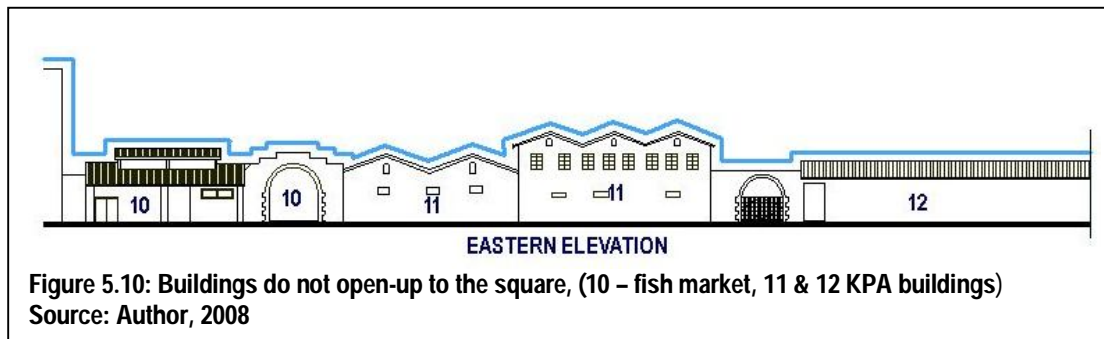 10 10 11 11 12
EASTERN ELEVATION
Figure 5.10: Buildings do not open-up to the square, (10 – fish market, 11 & 12 KPA buildings)
Source: Author, 2008